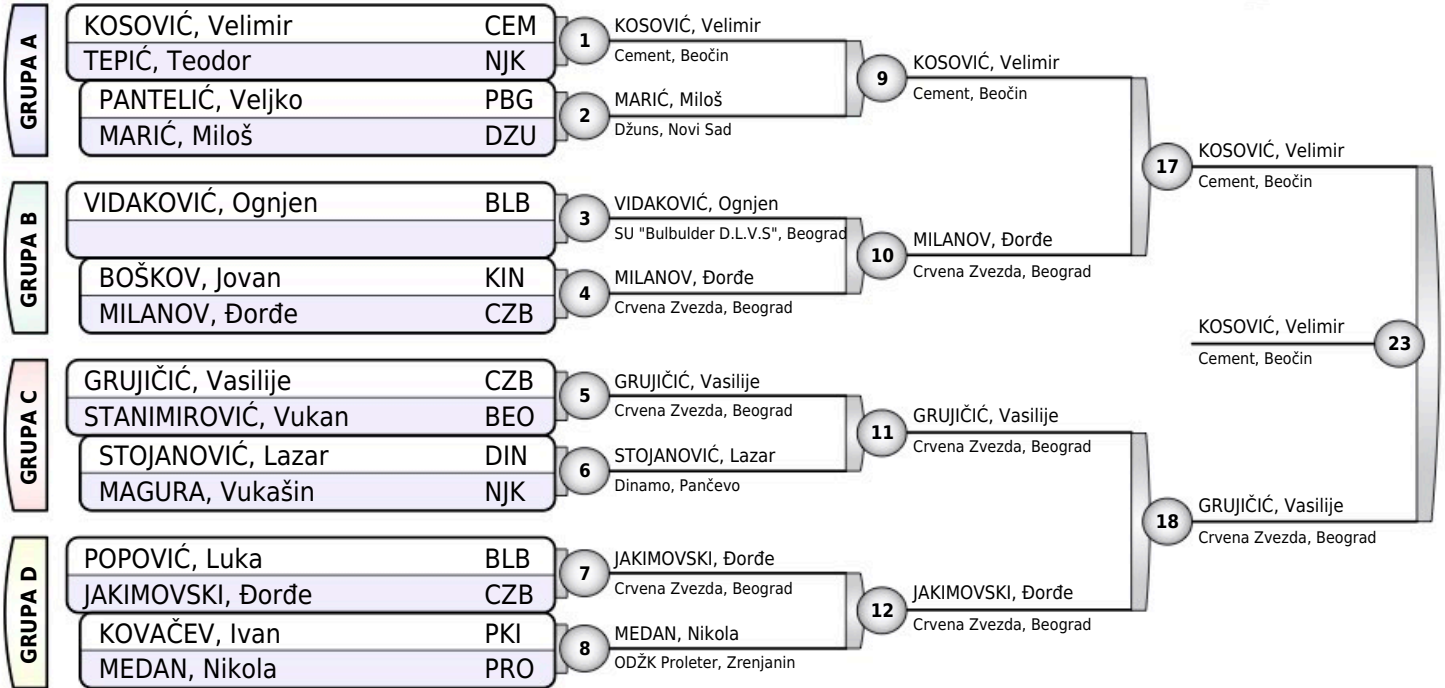 GRUPA A
KOSOVIĆ, Velimir CEM
TEPIĆ, Teodor NJK
PANTELIĆ, Veljko PBG
MARIĆ, Miloš DZU
GRUPA B
VIDAKOVIĆ, Ognjen BLB
BOŠKOV, Jovan KIN
MILANOV, Đorđe CZB
GRUPA C
GRUJIČIĆ, Vasilije CZB
STANIMIROVIĆ, Vukan BEO
STOJANOVIĆ, Lazar DIN
MAGURA, Vukašin NJK
GRUPA D
POPOVIĆ, Luka BLB
JAKIMOVSKI, Đorđe CZB
KOVAČEV, Ivan PKI
MEDAN, Nikola PRO
1 KOSOVIĆ, Velimir
Cement, Beočin
2 MARIĆ, Miloš
Džuns, Novi Sad
3 VIDAKOVIĆ, Ognjen
SU "Bulbulder D.L.V.S", Beograd
4 MILANOV, Đorđe
Crvena Zvezda, Beograd
5 GRUJIČIĆ, Vasilije
Crvena Zvezda, Beograd
6 STOJANOVIĆ, Lazar
Dinamo, Pančevo
7 JAKIMOVSKI, Đorđe
Crvena Zvezda, Beograd
8 MEDAN, Nikola
ODŽK Proleter, Zrenjanin
9 KOSOVIĆ, Velimir
Cement, Beočin
10 MILANOV, Đorđe
Crvena Zvezda, Beograd
11 GRUJIČIĆ, Vasilije
Crvena Zvezda, Beograd
12 JAKIMOVSKI, Đorđe
Crvena Zvezda, Beograd
17 KOSOVIĆ, Velimir
Cement, Beočin
18 GRUJIČIĆ, Vasilije
Crvena Zvezda, Beograd
KOSOVIĆ, Velimir 23
Cement, Beočin